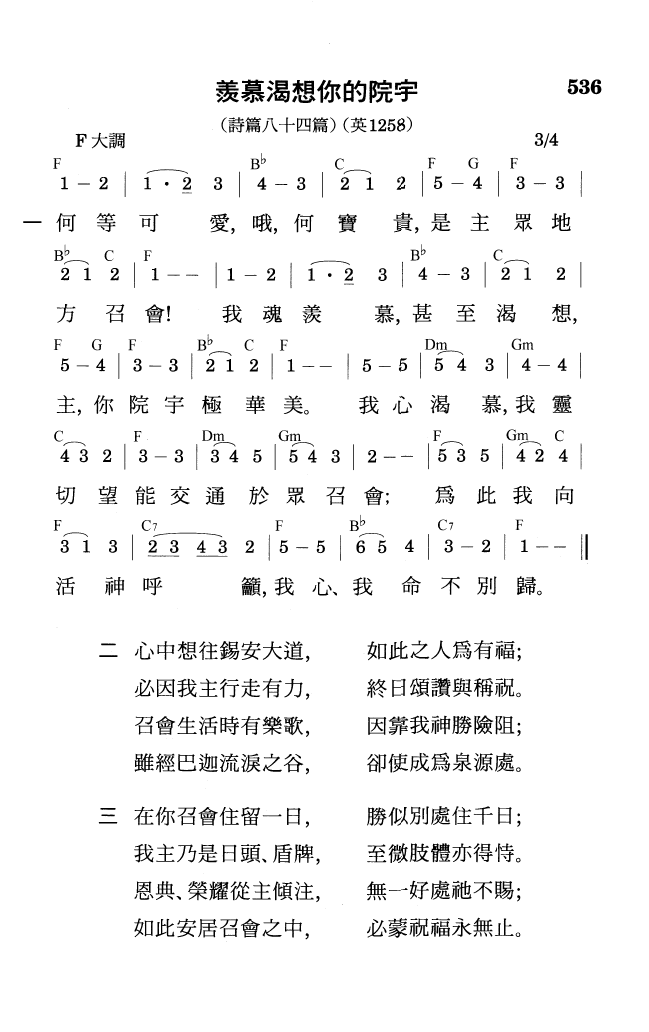 羨慕渴想你的院宇 536
(詩篇八十四篇)(英1258)
F大調 3/4
F B♭ C F G F
1 – 2 | 1 · 2 3 | 4 – 3 | 2 1 2 | 5 – 4 | 3 – 3 |
一 何等可 愛,哦,何寶 貴,是主眾地
B♭ C F B♭ C
2 1 2 | 1 – – | 1 – 2 | 1 · 2 3 | 4 – 3 | 2 1 2 |
方召會! 我魂羨 慕,甚至渴 想,
F G F B♭ C F Dm Gm
5 – 4 | 3 – 3 | 2 1 2 | 1 – – | 5 – 5 | 5 4 3 | 4 – 4 |
主,你院宇極華美。 我心渴 慕,我靈
C F Dm Gm F Gm C
4 3 2 | 3 – 3 | 3 4 5 | 5 4 3 | 2 – – | 5 3 5 | 4 2 4 |
切望能交通於眾召會; 爲此我向
F C7 F B♭ C7 F
3 1 3 | 2 3 4 3 2 | 5 – 5 | 6 5 4 | 3 – 2 | 1 – – ||
活神呼 籲,我心、我命不別歸。
二 心中想往錫安大道, 如此之人爲有福;
必因我主行走有力, 終日頌讚與稱祝。
召會生活時有樂歌, 因靠我神勝險阻;
雖經巴迦流淚之谷, 卻使成爲泉源處。
三 在你召會住留一日, 勝似別處住千日;
我主乃是日頭、盾牌, 至微肢體亦得恃。
恩典、榮耀從主傾注, 無一好處祂不賜;
如此安居召會之中, 必蒙祝福永無止。